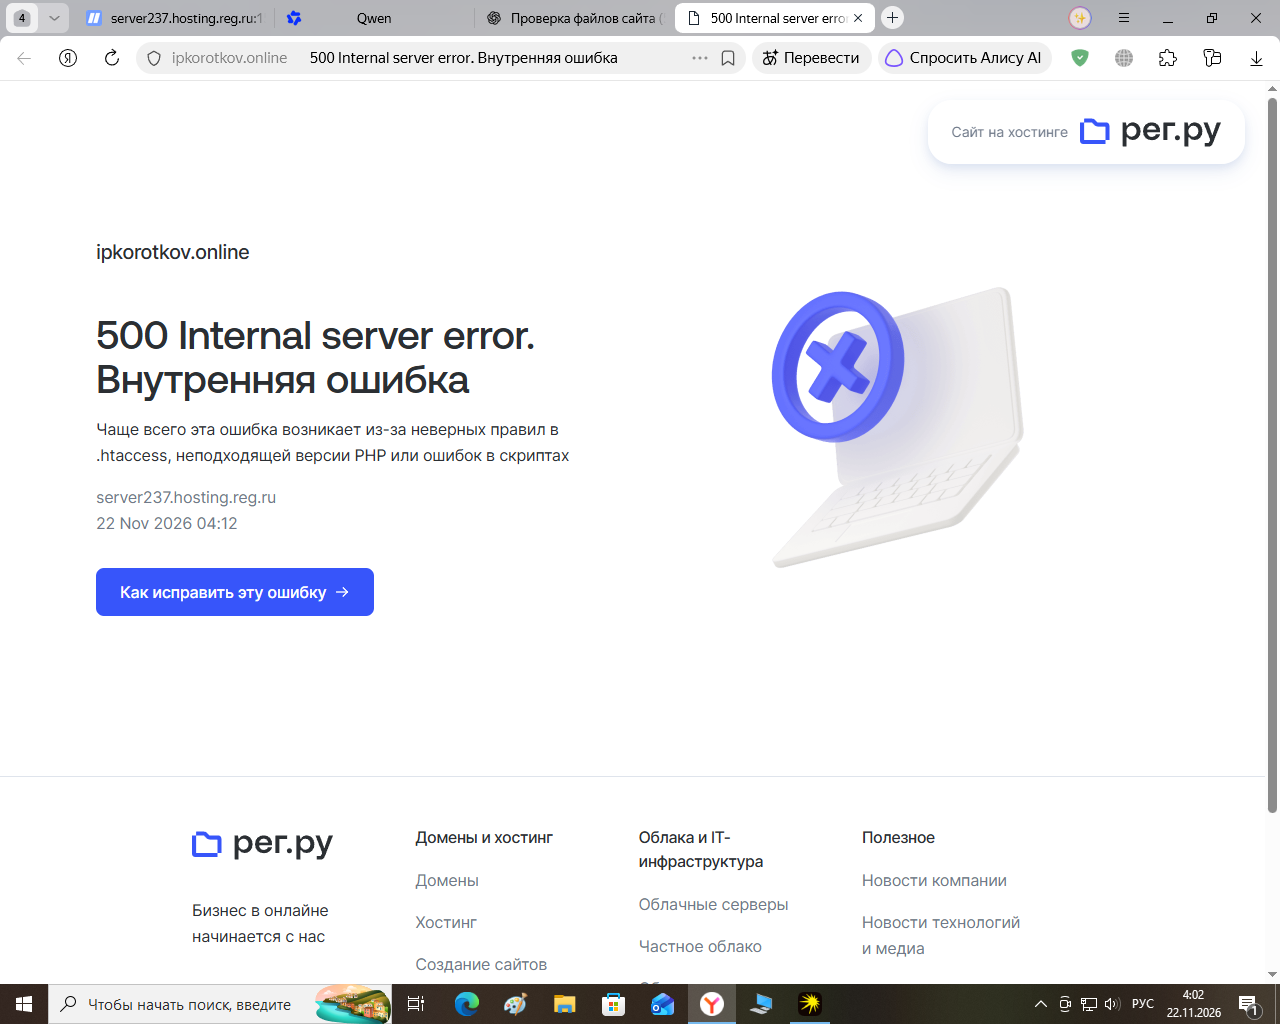 4
server237.hosting.reg.ru:1
Qwen
Проверка файлов сайта (
500 Internal server error
ipkorotkov.online
500 Internal server error. Внутренняя ошибка
Перевести
Спросить Алису AI
Сайт на хостинге
рег.ру
ipkorotkov.online
500 Internal server error.
Внутренняя ошибка
Чаще всего эта ошибка возникает из-за неверных правил в
.htaccess, неподходящей версии PHP или ошибок в скриптах
server237.hosting.reg.ru
22 Nov 2026 04:12
Как исправить эту ошибку →
рег.ру
Бизнес в онлайне
начинается с нас
Домены и хостинг
Домены
Хостинг
Создание сайтов
Облака и IT-
инфраструктура
Облачные серверы
Частное облако
Полезное
Новости компании
Новости технологий
и медиа
Чтобы начать поиск, введите
РУС
4:02
22.11.2026
1